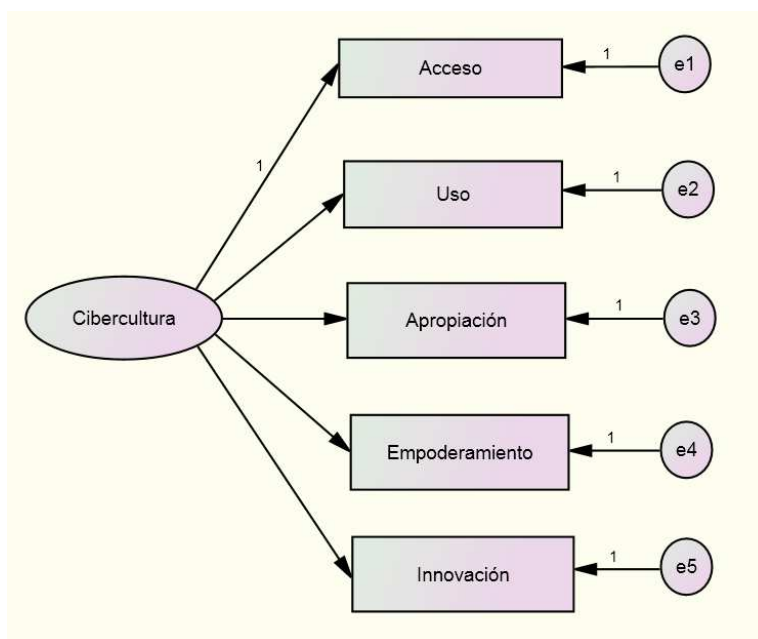 Acceso
1
e1
1
Uso
1
e2
Cibercultura
Apropiación
1
e3
Empoderamiento
1
e4
Innovación
1
e5